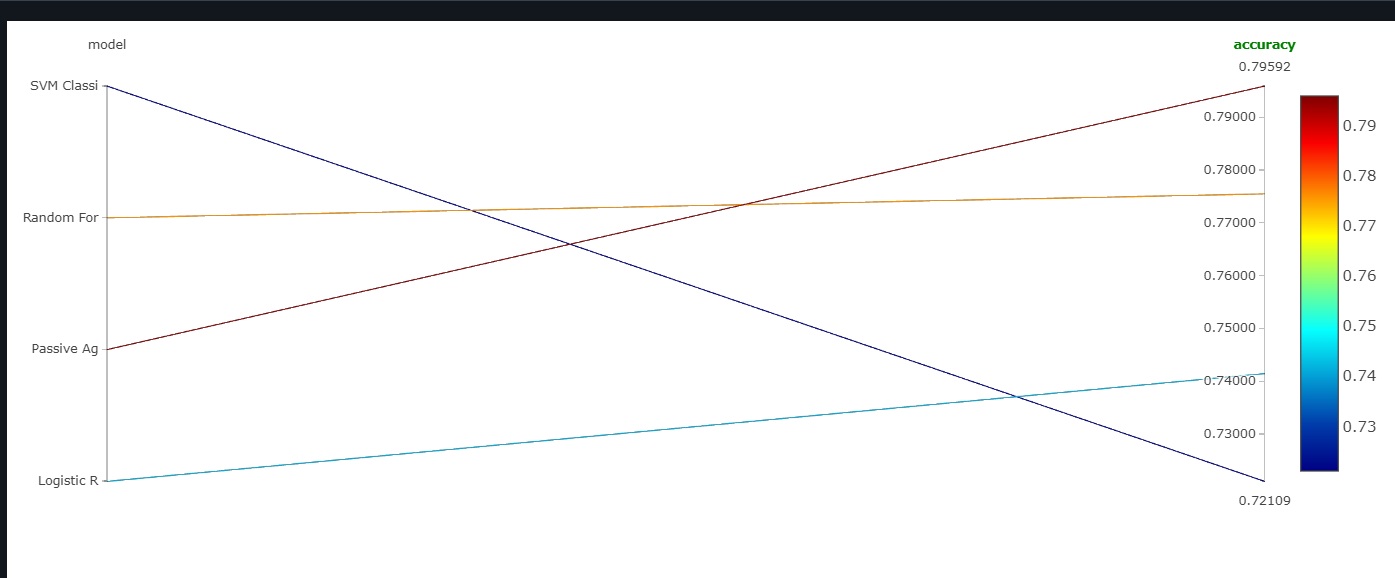 model
accuracy
0.79592
SVM Classi
0.79000
0.79
0.78000
0.78
Random For
0.77000
0.77
0.76000
0.76
0.75000
0.75
Passive Ag
0.74000
0.74
0.73000
0.73
Logistic R
0.72109